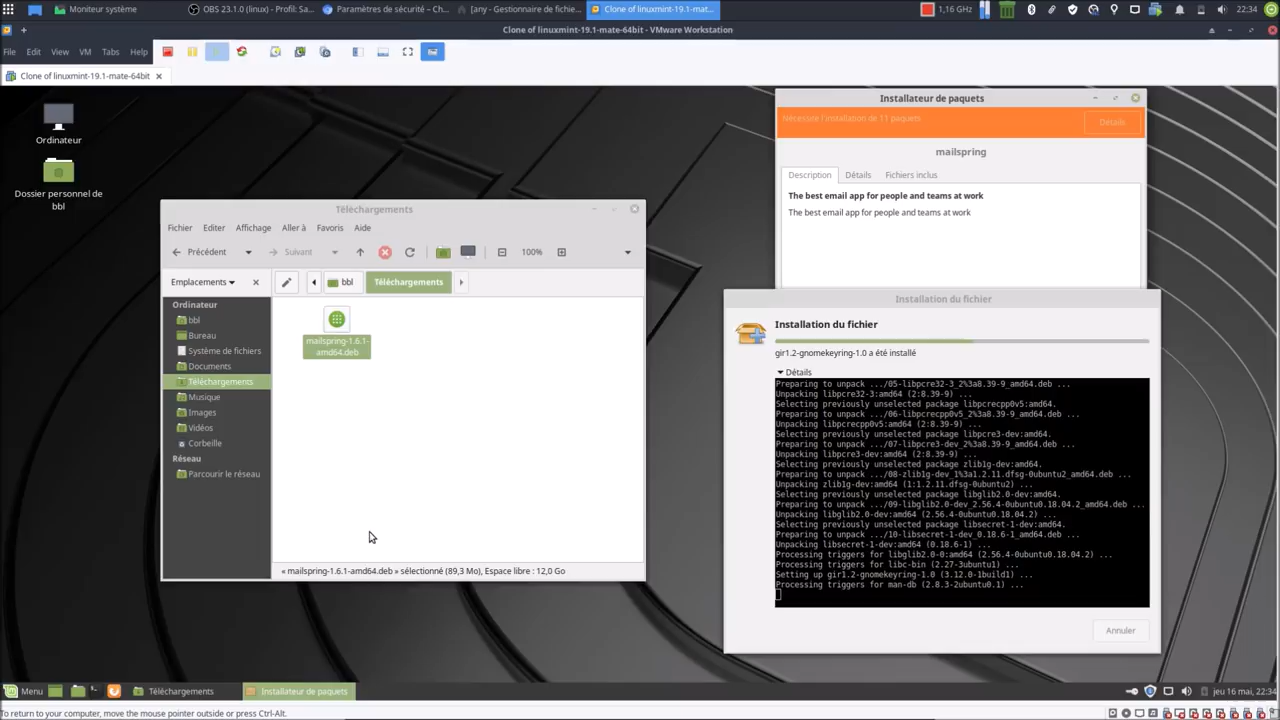 Moniteur système
OBS 23.1.0 (linux) - Profil: Sa...
Paramètres de sécurité – Ch...
[any - Gestionnaire de fichie...
Clone of linuxmint-19.1-mat...
1,16 GHz
22:34
Clone of linuxmint-19.1-mate-64bit - VMware Workstation
File Edit View VM Tabs Help
Clone of linuxmint-19.1-mate-64bit
Ordinateur
Dossier personnel de
bbl
Téléchargements
Fichier Editer Affichage Aller à Favoris Aide
Précédent Suivant 100%
Emplacements bbl Téléchargements
Ordinateur
bbl
Bureau
Système de fichiers
Documents
Téléchargements
Musique
Images
Vidéos
Corbeille
Réseau
Parcourir le réseau
mailspring-1.6.1-
amd64.deb
« mailspring-1.6.1-amd64.deb » sélectionné (89,3 Mo), Espace libre : 12,0 Go
Installateur de paquets
Nécessite l'installation de 11 paquets
Détails
mailspring
Description Détails Fichiers inclus
The best email app for people and teams at work
The best email app for people and teams at work
Installation du fichier
Installation du fichier
gir1.2-gnomekeyring-1.0 a été installé
Détails
Preparing to unpack .../05-libpcre32-3_2%3a8.39-9_amd64.deb ...
Unpacking libpcre32-3:amd64 (2:8.39-9) ...
Selecting previously unselected package libpcrecpp0v5:amd64.
Preparing to unpack .../06-libpcrecpp0v5_2%3a8.39-9_amd64.deb ...
Unpacking libpcrecpp0v5:amd64 (2:8.39-9) ...
Selecting previously unselected package libpcre3-dev:amd64.
Preparing to unpack .../07-libpcre3-dev_2%3a8.39-9_amd64.deb ...
Unpacking libpcre3-dev:amd64 (2:8.39-9) ...
Selecting previously unselected package zlib1g-dev:amd64.
Preparing to unpack .../08-zlib1g-dev_1%3a1.2.11.dfsg-0ubuntu2_amd64.deb ...
Unpacking zlib1g-dev:amd64 (1:1.2.11.dfsg-0ubuntu2) ...
Selecting previously unselected package libglib2.0-dev:amd64.
Preparing to unpack .../09-libglib2.0-dev_2.56.4-0ubuntu0.18.04.2_amd64.deb ...
Unpacking libglib2.0-dev:amd64 (2.56.4-0ubuntu0.18.04.2) ...
Selecting previously unselected package libsecret-1-dev:amd64.
Preparing to unpack .../10-libsecret-1-dev_0.18.6-1_amd64.deb ...
Unpacking libsecret-1-dev:amd64 (0.18.6-1) ...
Processing triggers for libglib2.0-0:amd64 (2.56.4-0ubuntu0.18.04.2) ...
Processing triggers for libc-bin (2.27-3ubuntu1) ...
Setting up gir1.2-gnomekeyring-1.0 (3.12.0-1build1) ...
Processing triggers for man-db (2.8.3-2ubuntu0.1) ...
Annuler
Menu
Téléchargements
Installateur de paquets
jeu 16 mai, 22:34
To return to your computer, move the mouse pointer outside or press Ctrl-Alt.